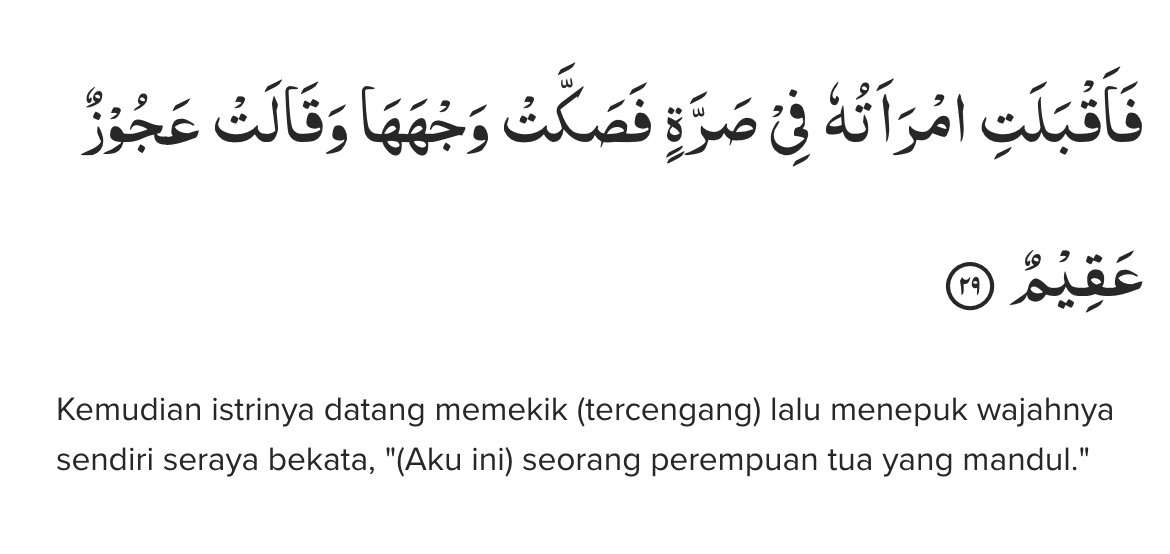 فَاَقْبَلَتِ امْرَاَتُهٗ فِيْ صَرَّةٍ فَصَكَّتْ وَجْهَهَا وَقَالَتْ عَجُوْزٌ
عَقِيْمٌ ٢٩
Kemudian istrinya datang memekik (tercengang) lalu menepuk wajahnya
sendiri seraya bekata, "(Aku ini) seorang perempuan tua yang mandul."